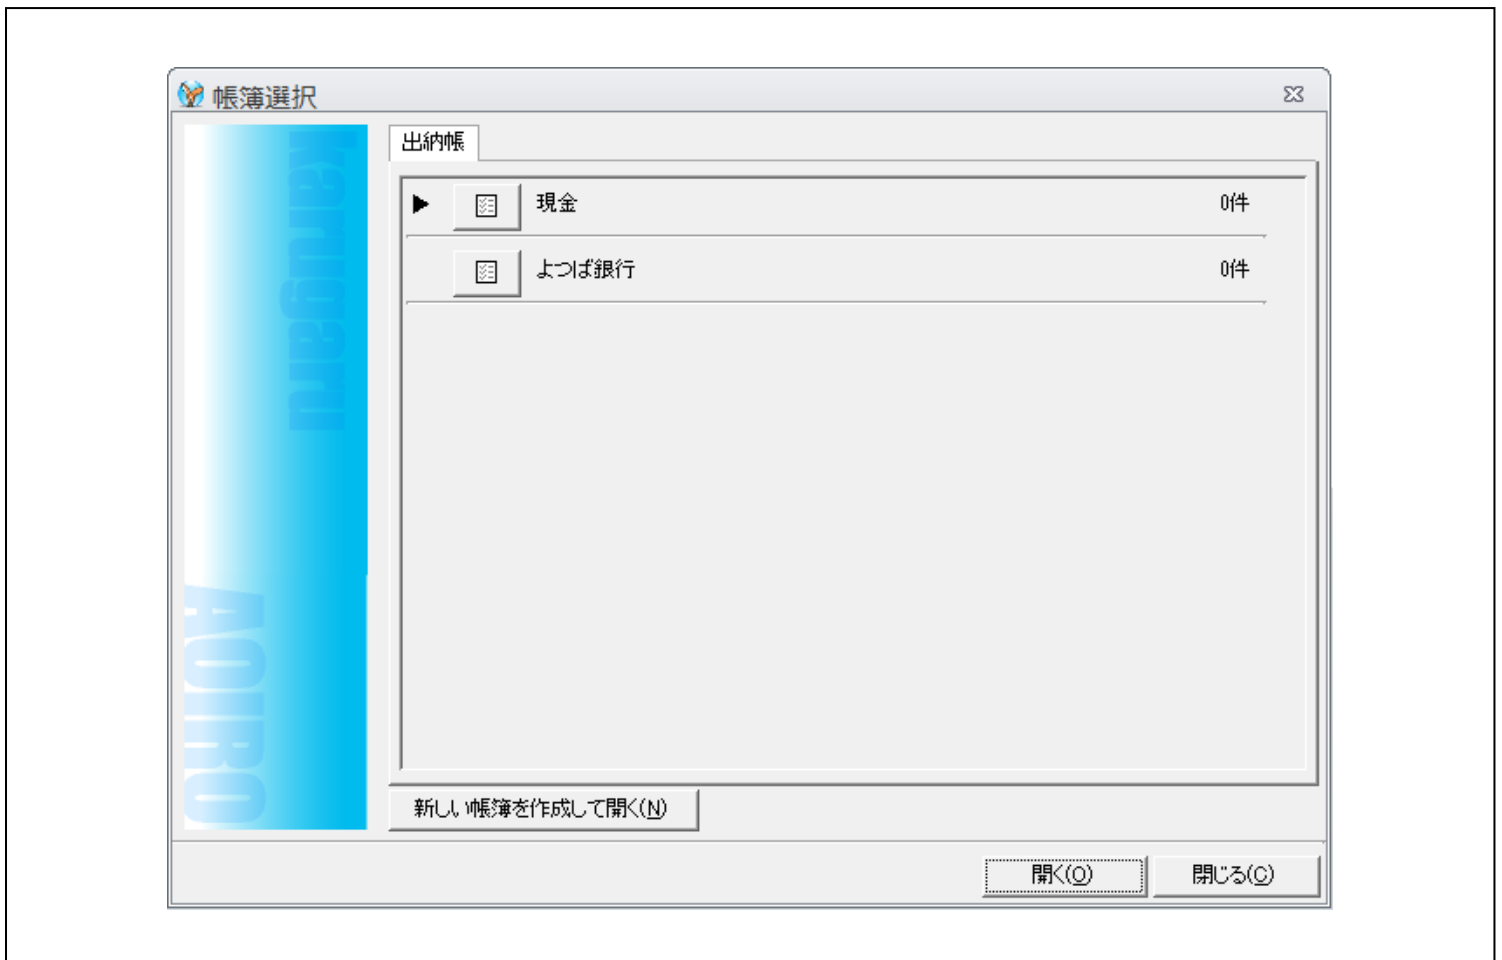 帳簿選択
karugaru
AOIRO
出納帳
現金 0件
よつば銀行 0件
新しい帳簿を作成して開く(N)
開く(O) 閉じる(C)